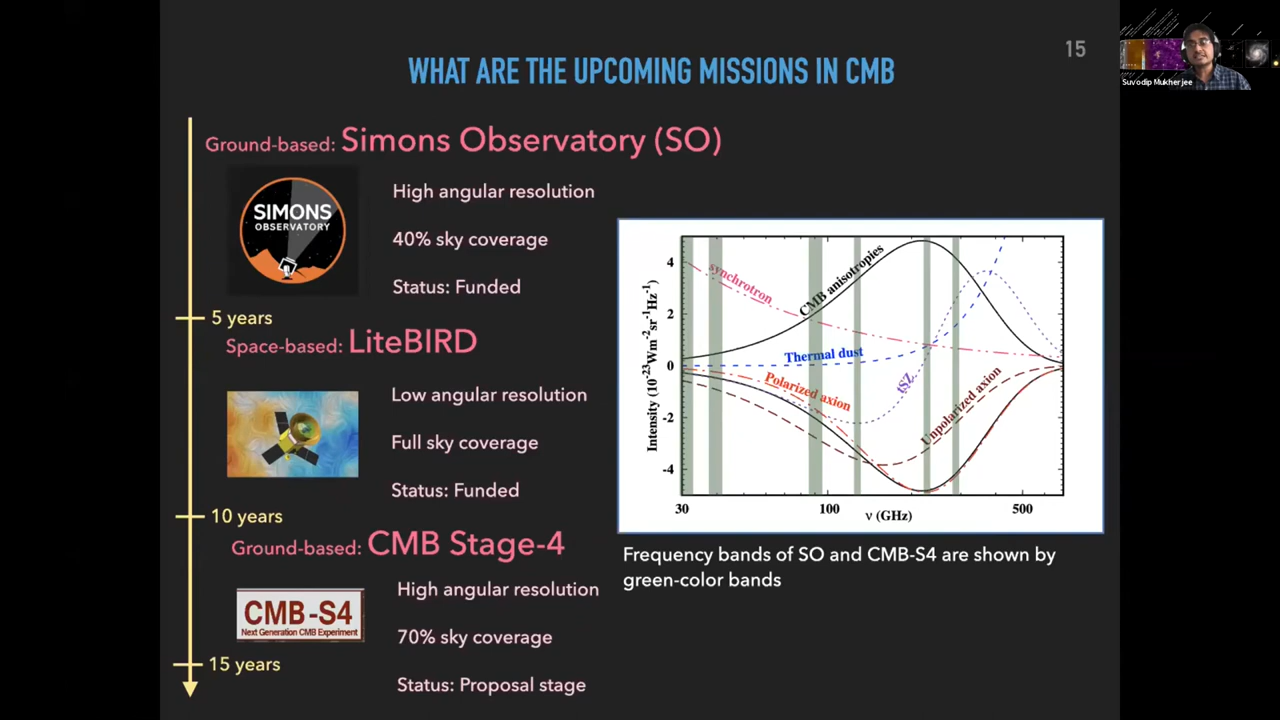 15
WHAT ARE THE UPCOMING MISSIONS IN CMB
Suvodip Mukherjee
Ground-based: Simons Observatory (SO)
SIMONS
OBSERVATORY
High angular resolution
40% sky coverage
Status: Funded
5 years
Space-based: LiteBIRD
Low angular resolution
Full sky coverage
Status: Funded
10 years
Ground-based: CMB Stage-4
CMB-S4
Next Generation CMB Experiment
High angular resolution
70% sky coverage
Status: Proposal stage
15 years
Intensity (10⁻²³Wm⁻²sr⁻¹Hz⁻¹)
4
2
0
-2
-4
synchrotron
CMB anisotropies
Thermal dust
Polarized axion
tSZ
Unpolarized axion
30
100
500
ν (GHz)
Frequency bands of SO and CMB-S4 are shown by
green-color bands